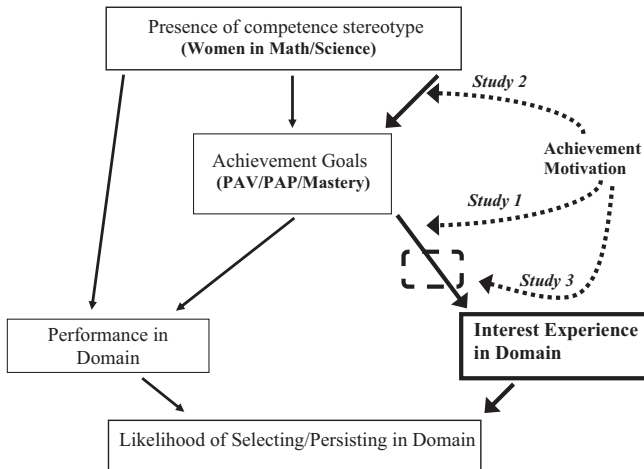 Presence of competence stereotype
(Women in Math/Science)
Study 2
Achievement Goals
(PAV/PAP/Mastery)
Achievement
Motivation
Study 1
Study 3
Performance in
Domain
Interest Experience
in Domain
Likelihood of Selecting/Persisting in Domain